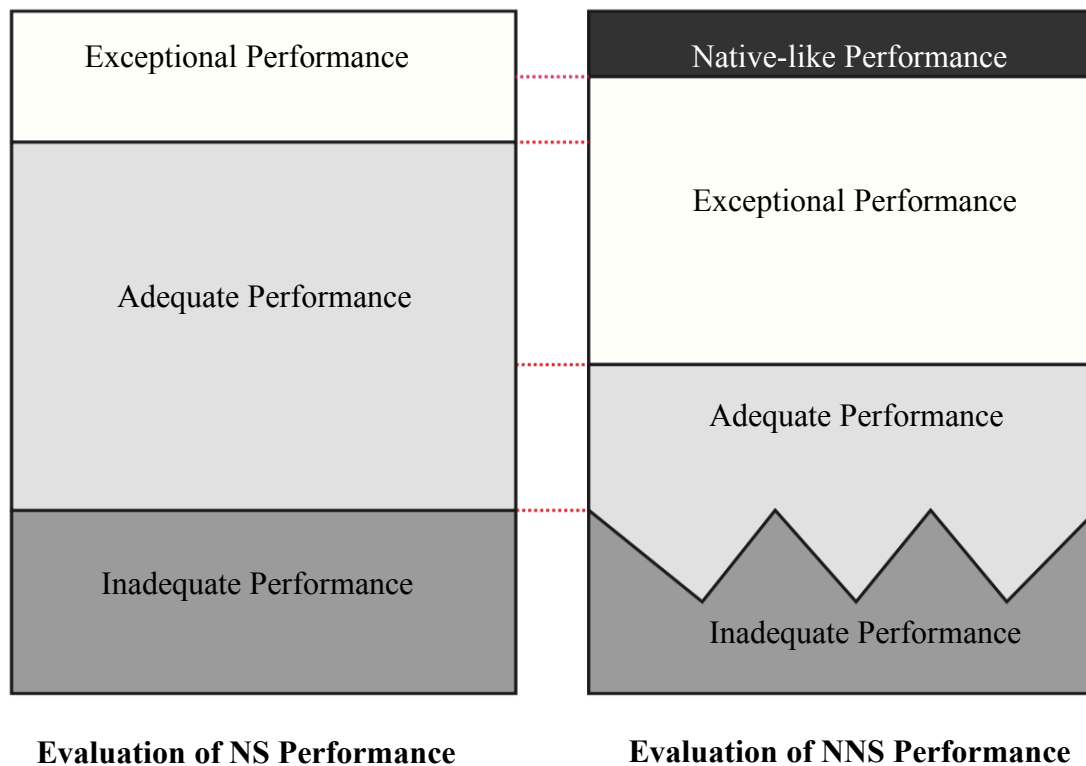 Exceptional Performance
Adequate Performance
Inadequate Performance
Evaluation of NS Performance
Native-like Performance
Exceptional Performance
Adequate Performance
Inadequate Performance
Evaluation of NNS Performance